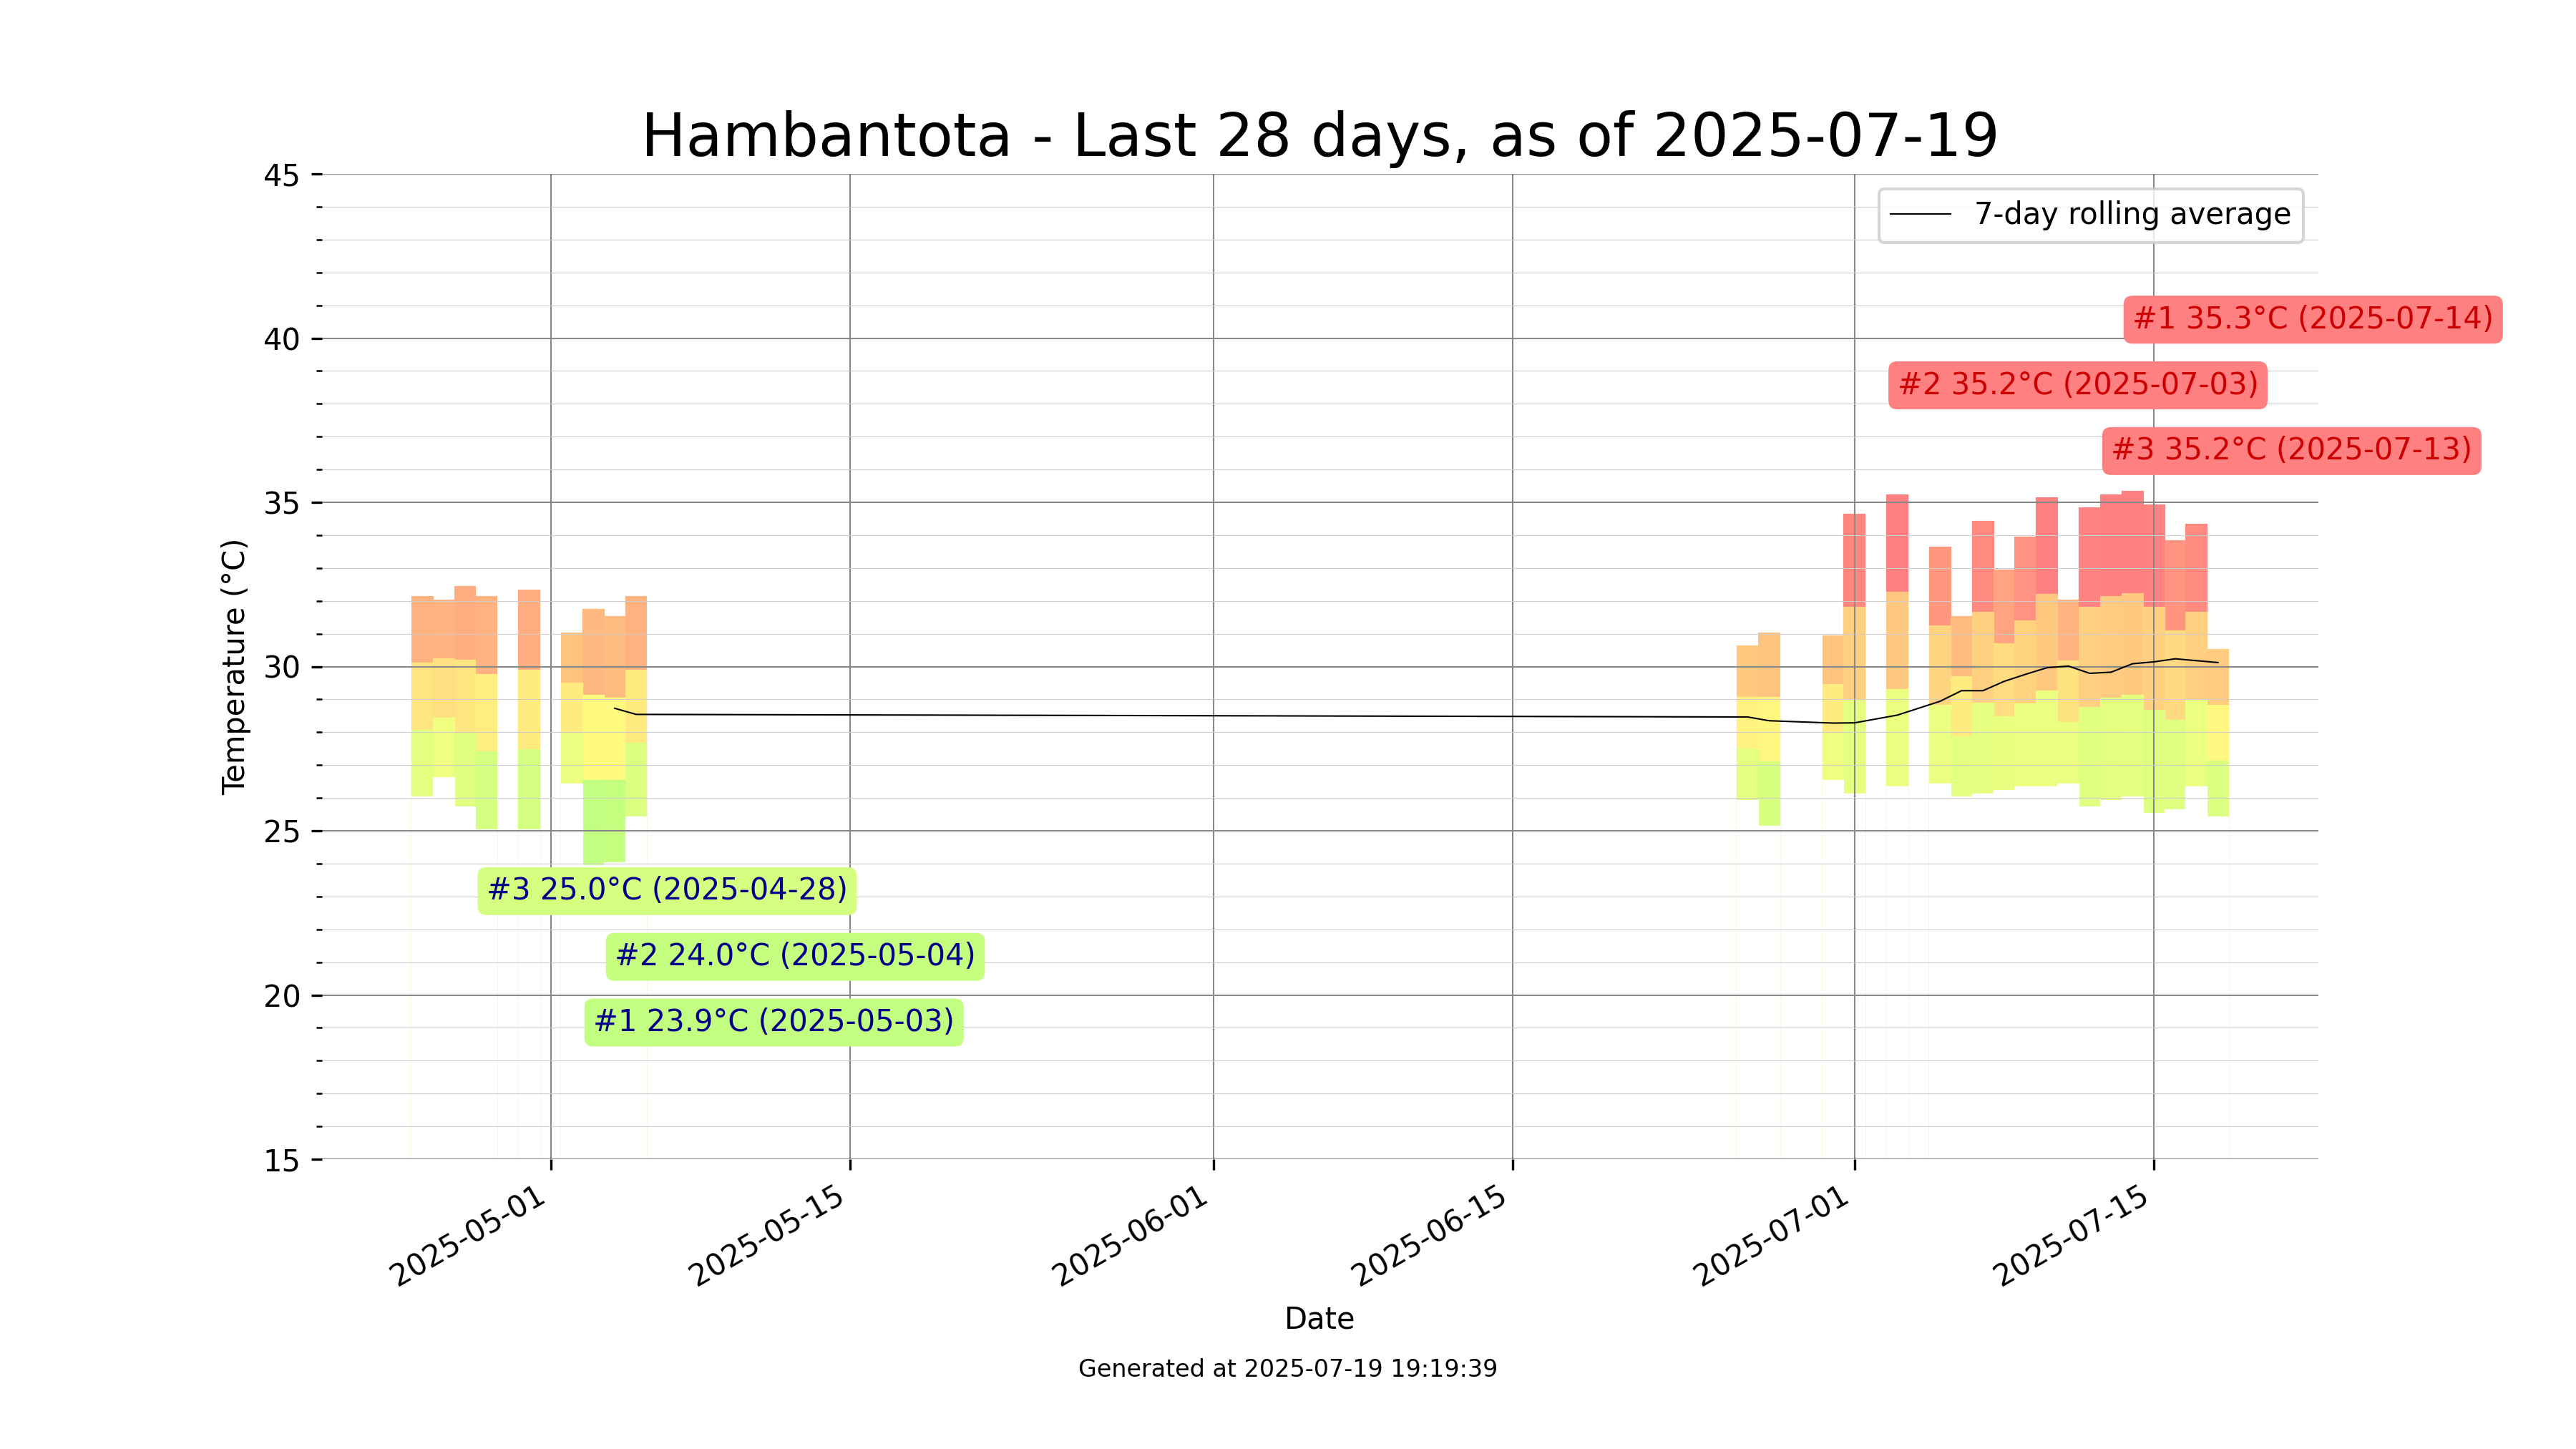 Hambantota - Last 28 days, as of 2025-07-19
45
40
35
30
25
20
15
Temperature (°C)
7-day rolling average
#1 35.3°C (2025-07-14)
#2 35.2°C (2025-07-03)
#3 35.2°C (2025-07-13)
#3 25.0°C (2025-04-28)
#2 24.0°C (2025-05-04)
#1 23.9°C (2025-05-03)
2025-05-01
2025-05-15
2025-06-01
2025-06-15
2025-07-01
2025-07-15
Date
Generated at 2025-07-19 19:19:39